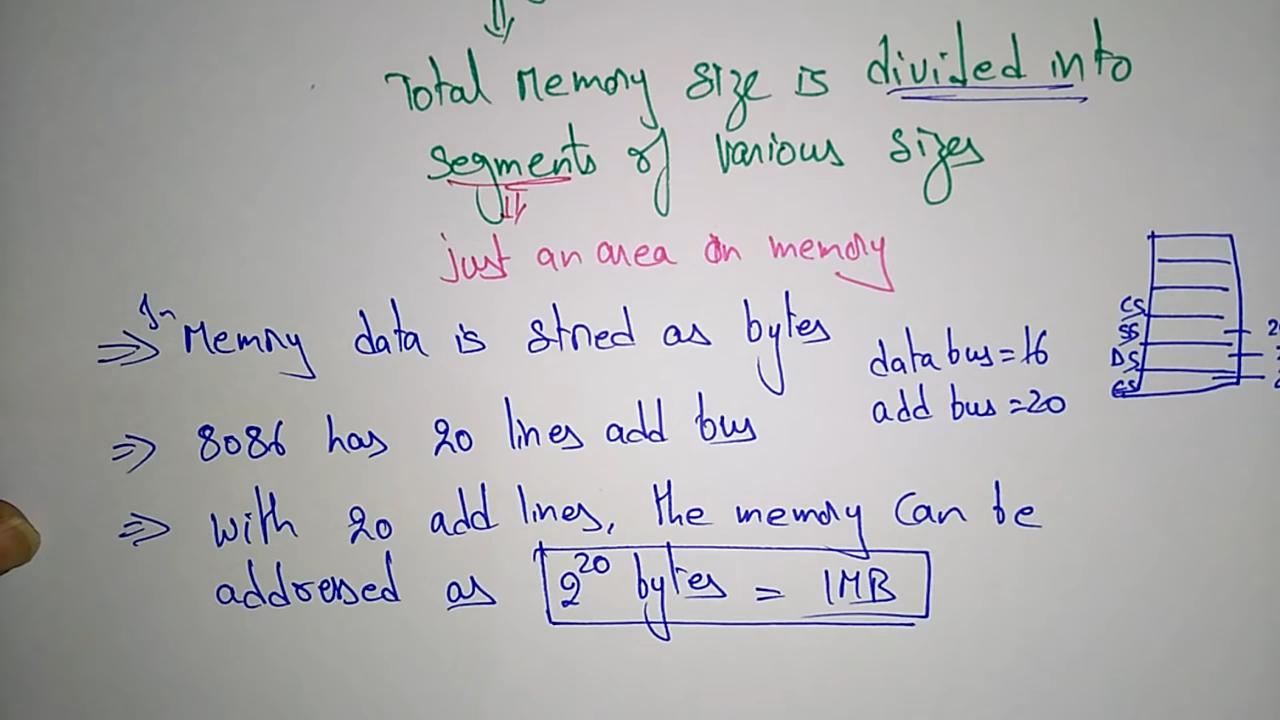 Total Memory size is divided into
segments of various sizes
just an area in memory
⇒ In Memory data is stored as bytes
data bus = 16
add bus = 20
CS
SS
DS
ES
⇒ 8086 has 20 lines add bus
⇒ with 20 add lines, the memory can be
addressed as 2^20 bytes = 1MB